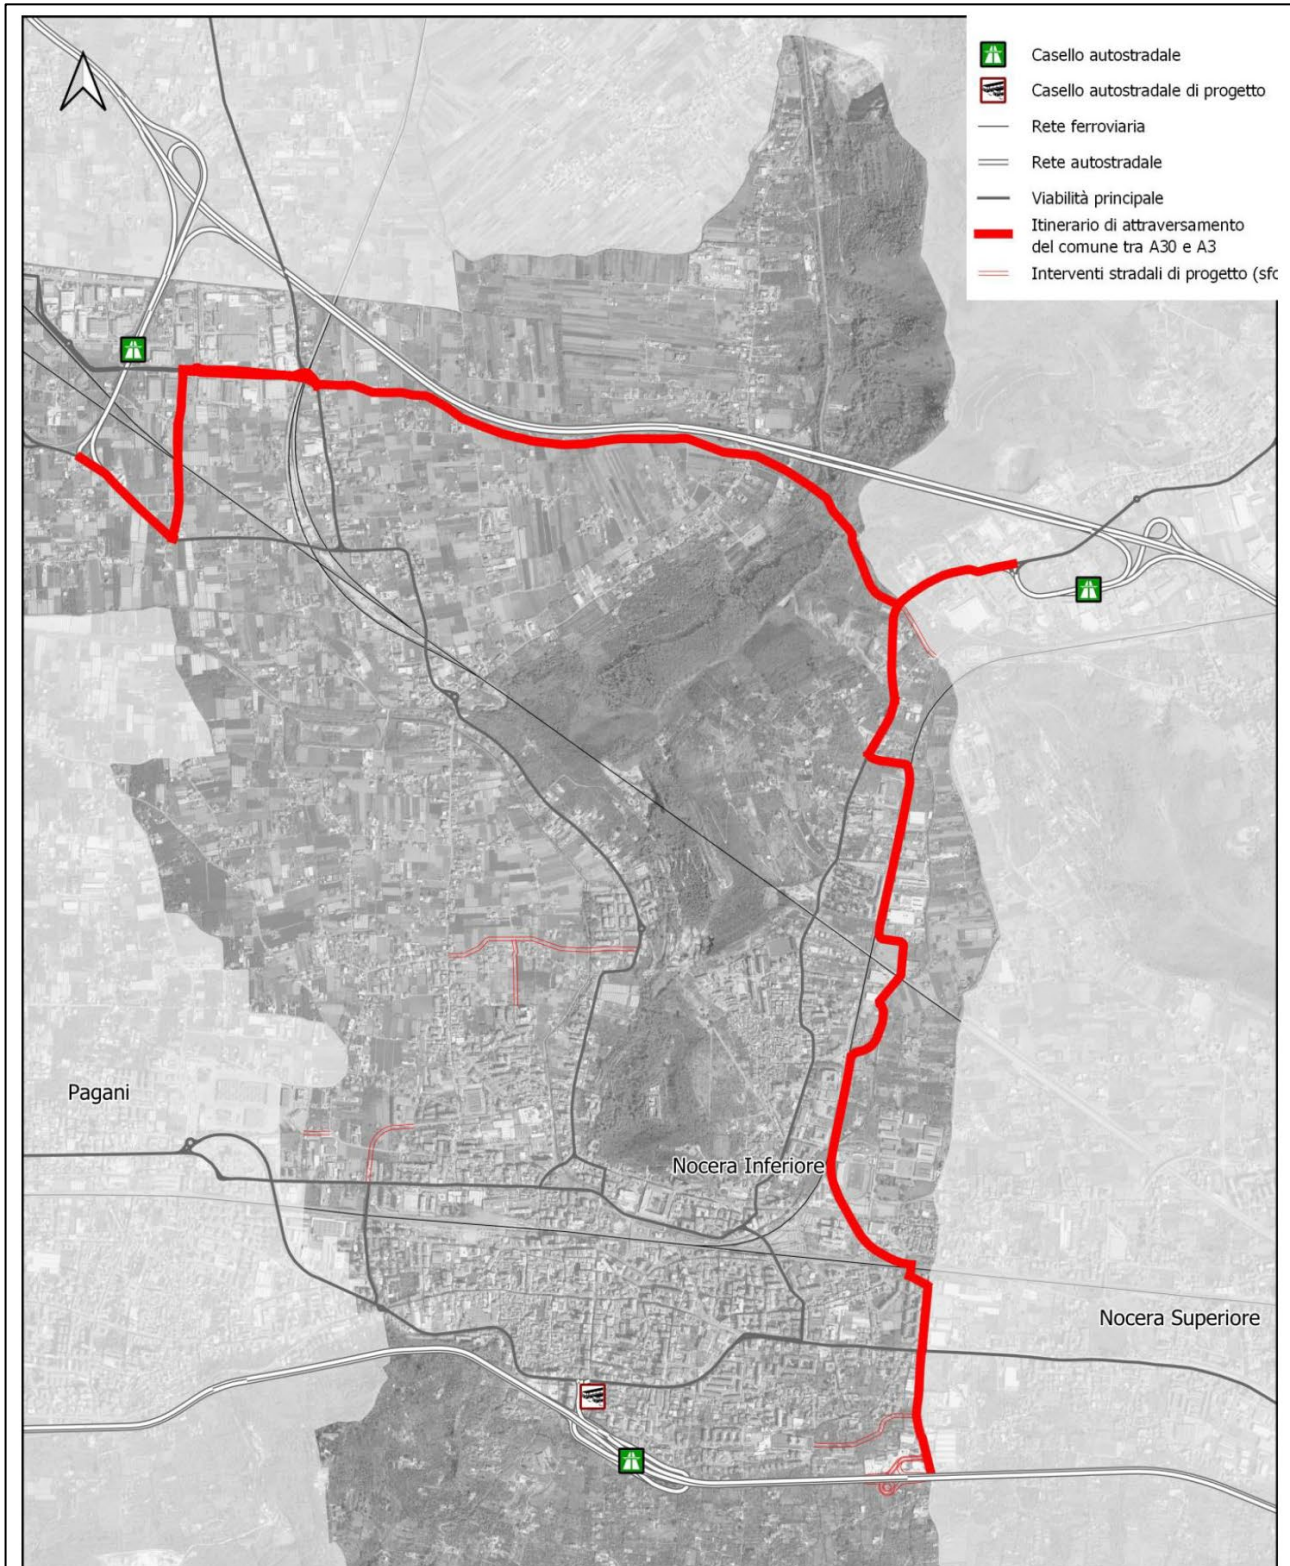 Casello autostradale
Casello autostradale di progetto
Rete ferroviaria
Rete autostradale
Viabilità principale
Itinerario di attraversamento
del comune tra A30 e A3
Interventi stradali di progetto (sfo
Pagani
Nocera Inferiore
Nocera Superiore